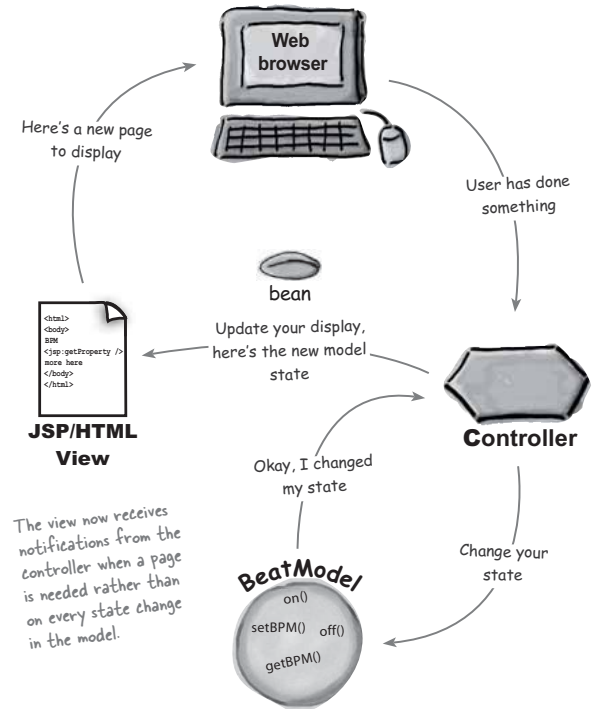 Web
browser
Here's a new page
to display
User has done
something
bean
Update your display,
here's the new model
state
<html>
<body>
BPM
<jsp:getProperty />
more here
</body>
</html>
JSP/HTML
View
Controller
Okay, I changed
my state
The view now receives
notifications from the
controller when a page
is needed rather than
on every state change
in the model.
Change your
state
BeatModel
on()
setBPM()
off()
getBPM()